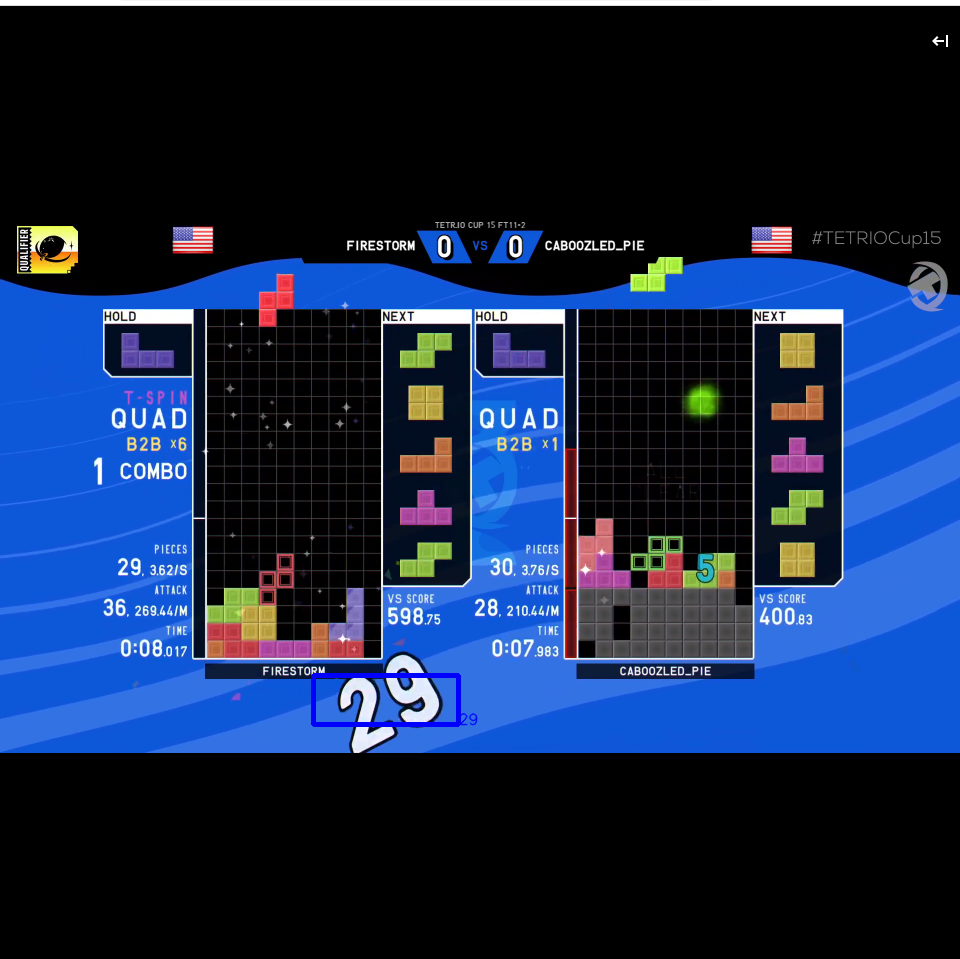 TETR.IO CUP 15 FT11-2
QUALIFIER
FIRESTORM 0 VS 0 CABOOZLED_PIE
#TETRIOCup15
HOLD
NEXT
T-SPIN
QUAD
B2B ×6
1 COMBO
PIECES
29, 3.62/S
ATTACK
36, 269.44/M
TIME
0:08.017
VS SCORE
598.75
FIRESTORM
29
29
HOLD
NEXT
QUAD
B2B ×1
5
PIECES
30, 3.76/S
ATTACK
28, 210.44/M
TIME
0:07.983
VS SCORE
400.83
CABOOZLED_PIE